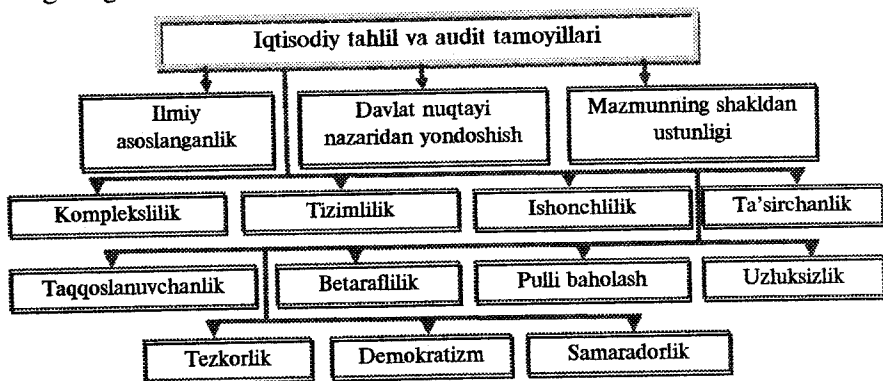 Iqtisodiy tahlil va audit tamoyillari
Ilmiy
asoslanganlik
Davlat nuqtayi
nazaridan yondoshish
Mazmunning shakldan
ustunligi
Komplekslilik
Tizimlilik
Ishonchlilik
Ta'sirchanlik
Taqqoslanuvchanlik
Betaraflilik
Pulli baholash
Uzluksizlik
Tezkorlik
Demokratizm
Samaradorlik